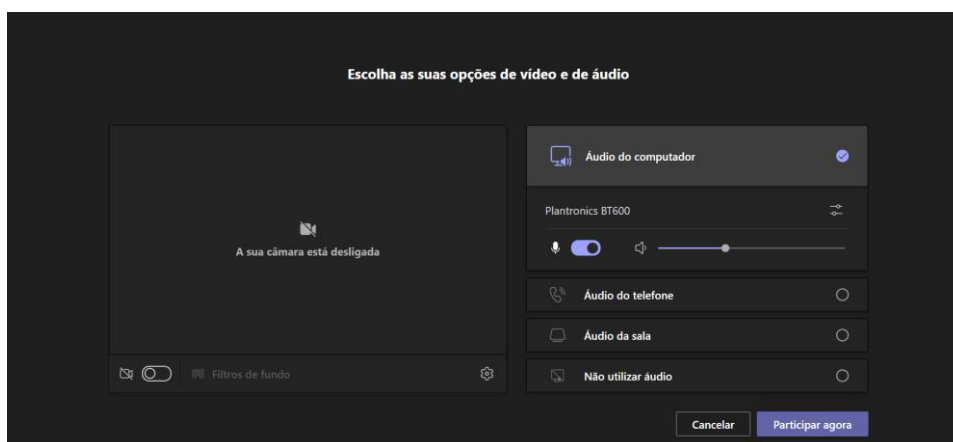 Escolha as suas opções de vídeo e de áudio
A sua câmara está desligada
Filtros de fundo
Áudio do computador
Plantronics BT600
Áudio do telefone
Áudio da sala
Não utilizar áudio
Cancelar
Participar agora